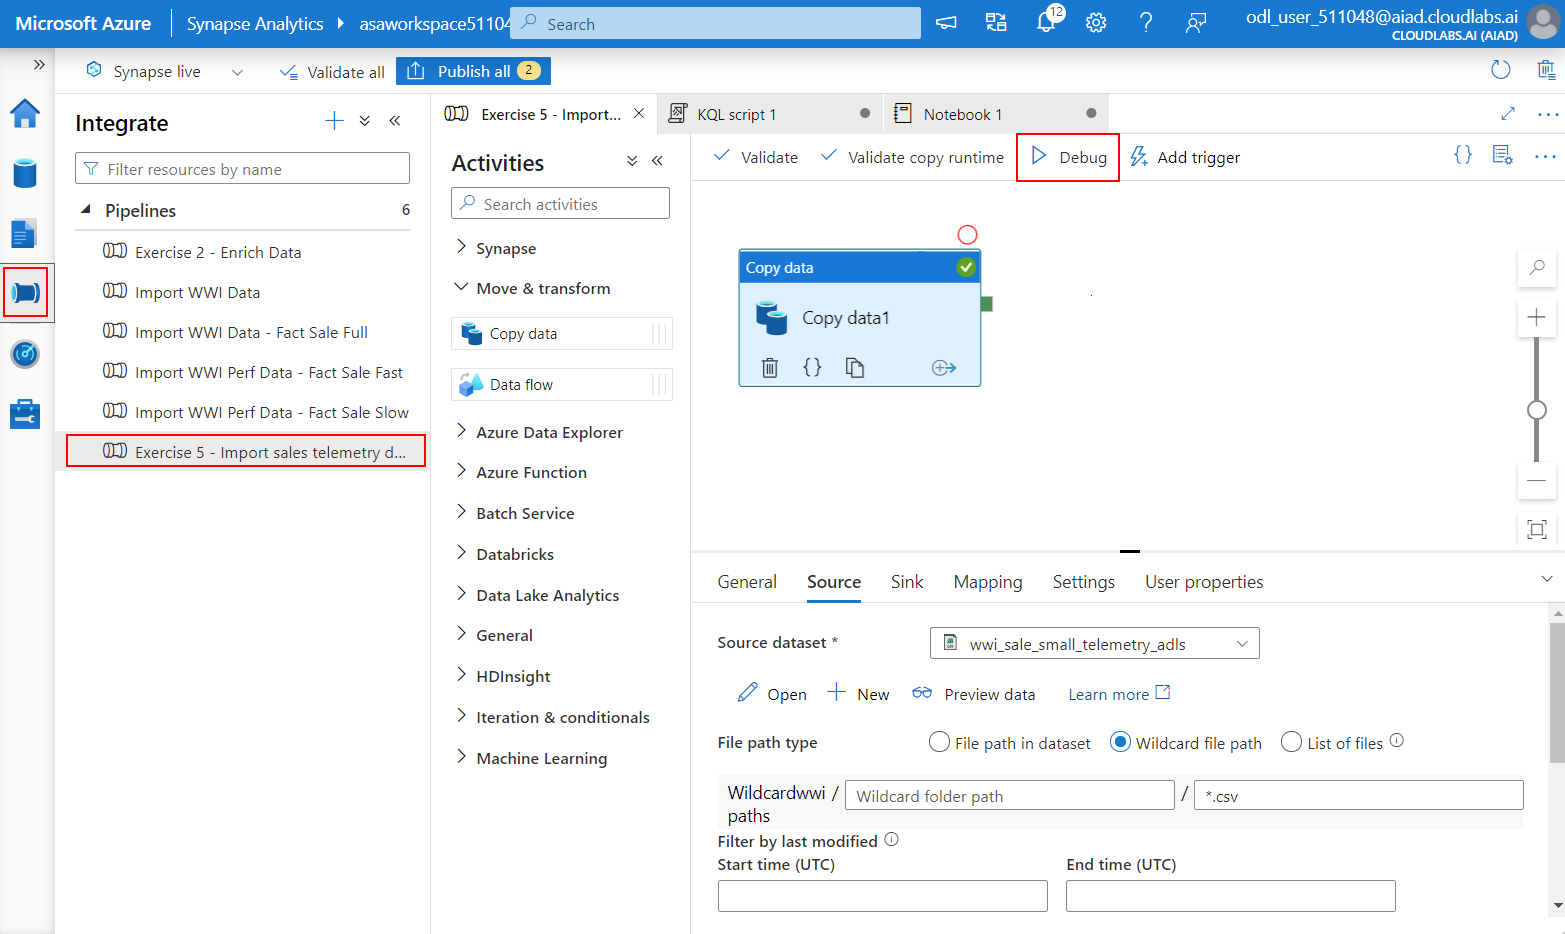 Microsoft Azure
Synapse Analytics
asaworkspace51104
Search
12
odl_user_511048@aiad.cloudlabs.ai
CLOUDLABS.AI (AIAD)
Synapse live
Validate all
Publish all
2
Integrate
Filter resources by name
Pipelines
6
Exercise 2 - Enrich Data
Import WWI Data
Import WWI Data - Fact Sale Full
Import WWI Perf Data - Fact Sale Fast
Import WWI Perf Data - Fact Sale Slow
Exercise 5 - Import sales telemetry d...
Exercise 5 - Import...
KQL script 1
Notebook 1
Activities
Search activities
Synapse
Move & transform
Copy data
Data flow
Azure Data Explorer
Azure Function
Batch Service
Databricks
Data Lake Analytics
General
HDInsight
Iteration & conditionals
Machine Learning
Validate
Validate copy runtime
Debug
Add trigger
Copy data
Copy data1
General
Source
Sink
Mapping
Settings
User properties
Source dataset *
wwi_sale_small_telemetry_adls
Open
New
Preview data
Learn more
File path type
File path in dataset
Wildcard file path
List of files
Wildcard paths
wwi /
Wildcard folder path
/
*.csv
Filter by last modified
Start time (UTC)
End time (UTC)